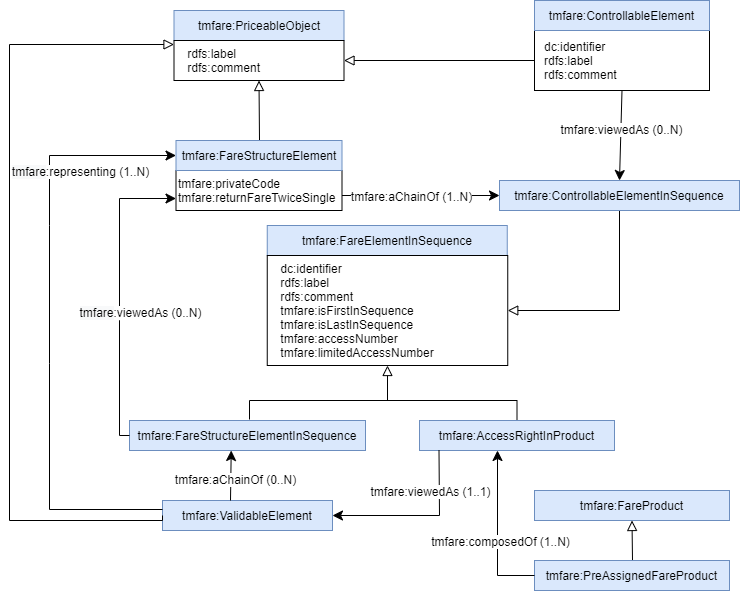 tmfare:PriceableObject
rdfs:label
rdfs:comment
tmfare:ControllableElement
dc:identifier
rdfs:label
rdfs:comment
tmfare:viewedAs (0..N)
tmfare:FareStructureElement
tmfare:privateCode
tmfare:returnFareTwiceSingle
tmfare:representing (1..N)
tmfare:aChainOf (1..N)
tmfare:ControllableElementInSequence
tmfare:FareElementInSequence
dc:identifier
rdfs:label
rdfs:comment
tmfare:isFirstInSequence
tmfare:isLastInSequence
tmfare:accessNumber
tmfare:limitedAccessNumber
tmfare:viewedAs (0..N)
tmfare:FareStructureElementInSequence
tmfare:AccessRightInProduct
tmfare:aChainOf (0..N)
tmfare:viewedAs (1..1)
tmfare:ValidableElement
tmfare:FareProduct
tmfare:composedOf (1..N)
tmfare:PreAssignedFareProduct